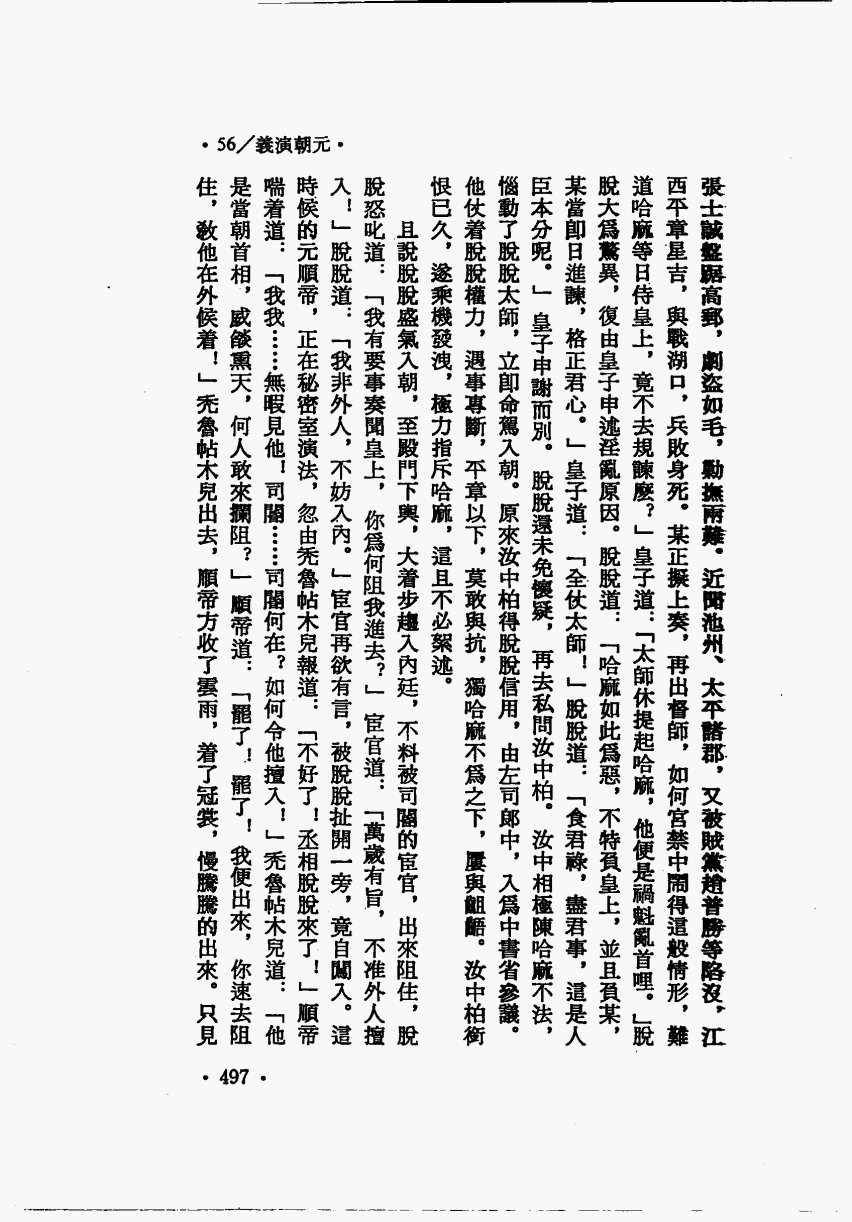 •56/義演朝元•
張士誠盤踞高郵，劇盜如毛，勦撫兩難。近聞池州、太平諸郡，又被賊黨趙普勝等陷沒，江
西平章星吉，與戰湖口，兵敗身死。某正擬上奏，再出督師，如何宮禁中鬧得這般情形，難
道哈麻等日侍皇上，竟不去規諫麼？」皇子道：「太師休提起哈麻，他便是禍魁亂首哩。」脫
脫大爲驚異，復由皇子申述淫亂原因。脫脫道：「哈麻如此爲惡，不特負皇上，並且負某，
某當卽日進諫，格正君心。」皇子道：「全仗太師！」脫脫道：「食君祿，盡君事，這是人
臣本分呢。」皇子申謝而別。脫脫還未免懷疑，再去私問汝中柏。汝中相極陳哈麻不法，
惱動了脫脫太師，立卽命駕入朝。原來汝中柏得脫脫信用，由左司郎中，入爲中書省參議。
他仗着脫脫權力，遇事專斷，平章以下，莫敢與抗，獨哈麻不爲之下，屢與齟齬。汝中柏銜
恨已久，遂乘機發洩，極力指斥哈麻，這且不必絮述。
且說脫脫盛氣入朝，至殿門下輿，大着步趨入內廷，不料被司閽的宦官，出來阻住，脫
脫怒叱道：「我有要事奏聞皇上，你爲何阻我進去？」宦官道：「萬歲有旨，不准外人擅
入！」脫脫道：「我非外人，不妨入內。」宦官再欲有言，被脫脫扯開一旁，竟自闖入。這
時候的元順帝，正在秘密室演法，忽由禿魯帖木兒報道：「不好了！丞相脫脫來了！」順帝
喘着道：「我我……無暇見他！司閽……司閽何在？如何令他擅入！」禿魯帖木兒道：「他
是當朝首相，威燄熏天，何人敢來攔阻？」順帝道：「罷了！罷了！我便出來，你速去阻
住，敎他在外候着！」禿魯帖木兒出去，順帝方收了雲雨，着了冠裳，慢騰騰的出來。只見
•497•